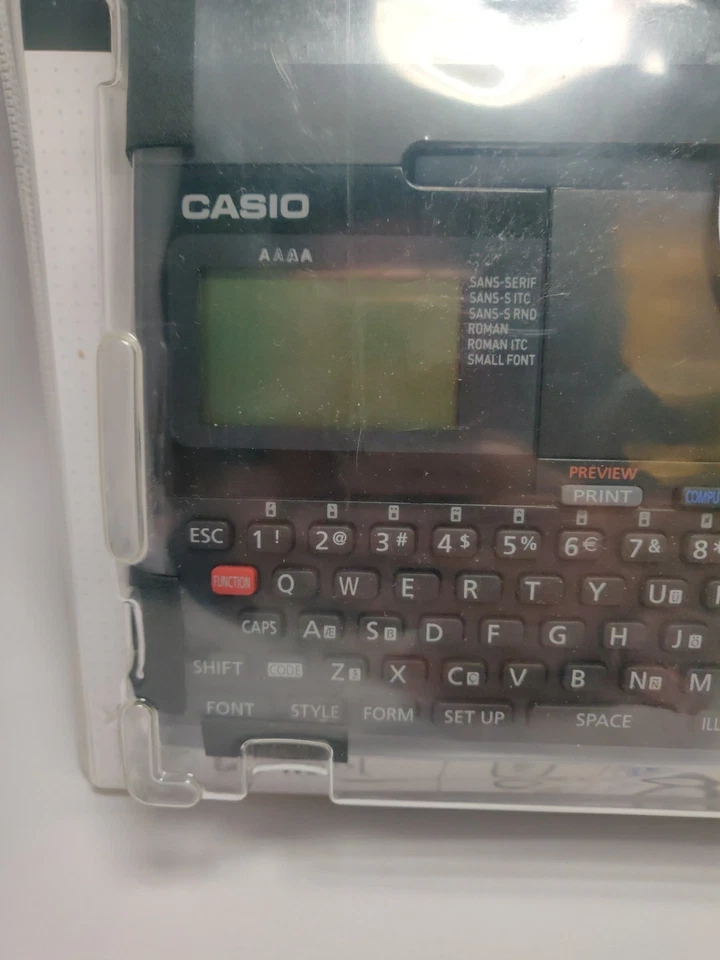 CASIO
AAAA
SANS-SERIF
SANS-S ITC
SANS-S RND
ROMAN
ROMAN ITC
SMALL FONT
PREVIEW
PRINT
ESC 1 ! 2 @ 3 # 4 $ 5 % 6 € 7 & 8
FUNCTION Q W E R T Y U
CAPS A Æ S ß D F G H J
SHIFT CODE Z X C V B N M
FONT STYLE FORM SET UP SPACE